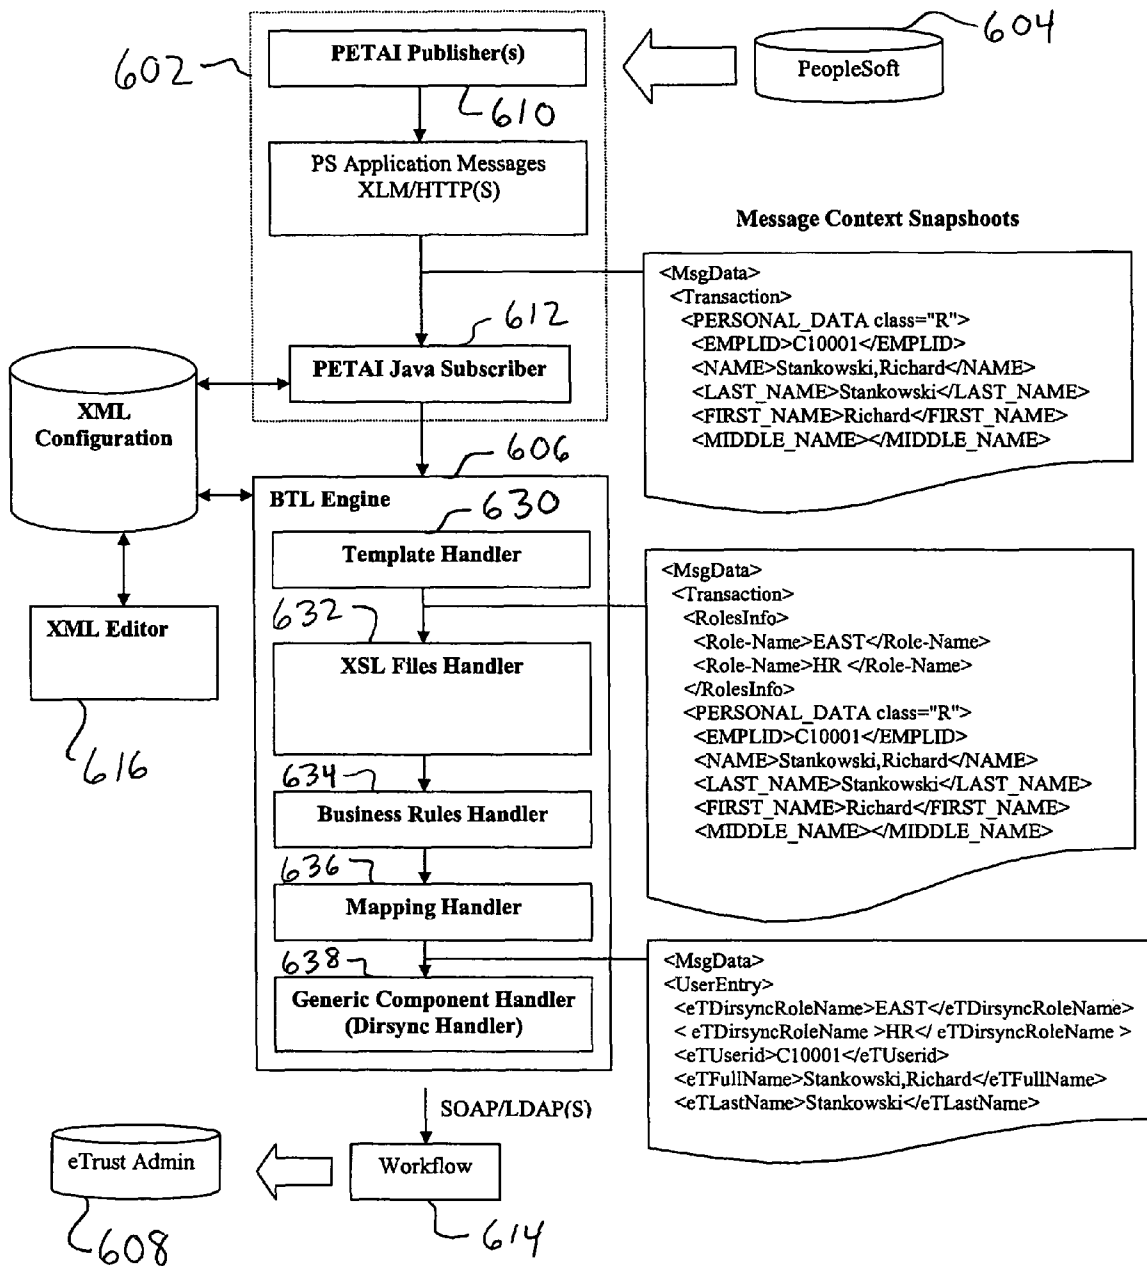 604
602
PETAI Publisher(s)
PeopleSoft
610
PS Application Messages
XLM/HTTP(S)
Message Context Snapshoots
<MsgData>
<Transaction>
<PERSONAL_DATA class="R">
<EMPLID>C10001</EMPLID>
<NAME>Stankowski,Richard</NAME>
<LAST_NAME>Stankowski</LAST_NAME>
<FIRST_NAME>Richard</FIRST_NAME>
<MIDDLE_NAME></MIDDLE_NAME>
612
PETAI Java Subscriber
XML
Configuration
606
BTL Engine
630
Template Handler
<MsgData>
<Transaction>
<RolesInfo>
<Role-Name>EAST</Role-Name>
<Role-Name>HR </Role-Name>
</RolesInfo>
<PERSONAL_DATA class="R">
<EMPLID>C10001</EMPLID>
<NAME>Stankowski,Richard</NAME>
<LAST_NAME>Stankowski</LAST_NAME>
<FIRST_NAME>Richard</FIRST_NAME>
<MIDDLE_NAME></MIDDLE_NAME>
632
XML Editor
XSL Files Handler
616
634
Business Rules Handler
636
Mapping Handler
638
Generic Component Handler
(Dirsync Handler)
<MsgData>
<UserEntry>
<eTDirsyncRoleName>EAST</eTDirsyncRoleName>
< eTDirsyncRoleName >HR</ eTDirsyncRoleName >
<eTUserid>C10001</eTUserid>
<eTFullName>Stankowski,Richard</eTFullName>
<eTLastName>Stankowski</eTLastName>
SOAP/LDAP(S)
eTrust Admin
Workflow
608
614